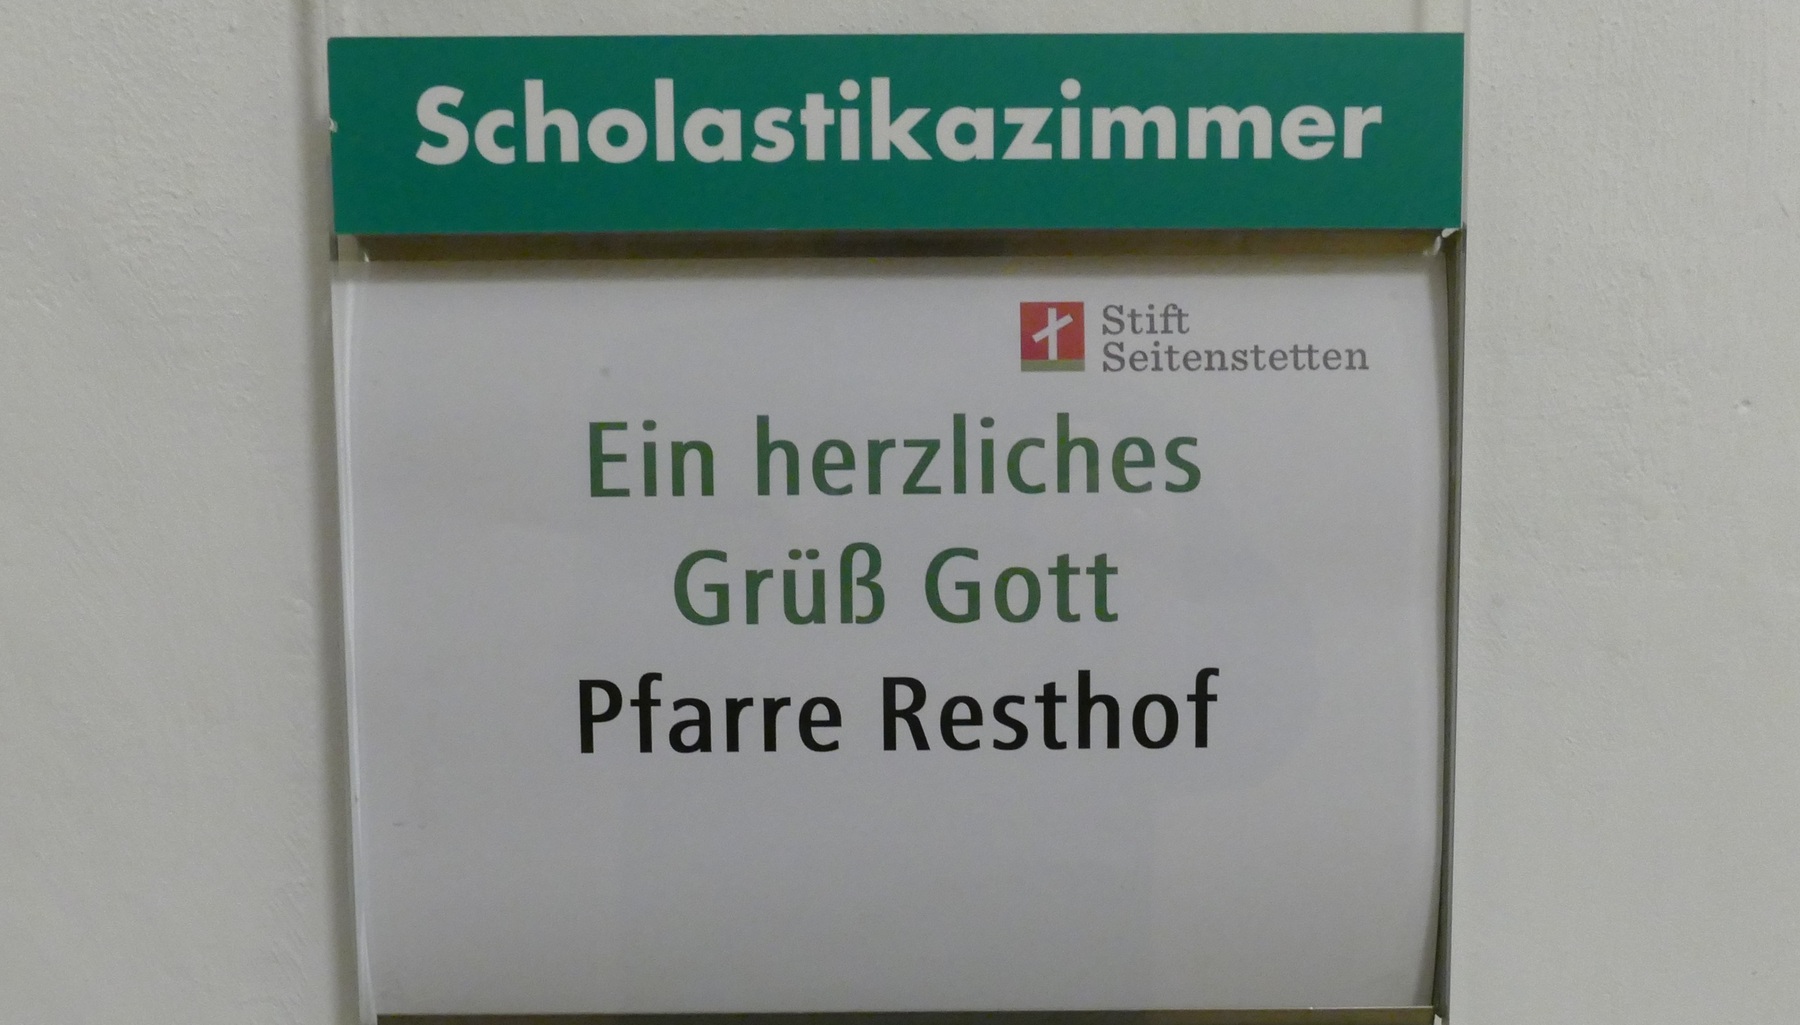 Scholastikazimmer
Stift
Seitenstetten
Ein herzliches
Grüß Gott
Pfarre Resthof